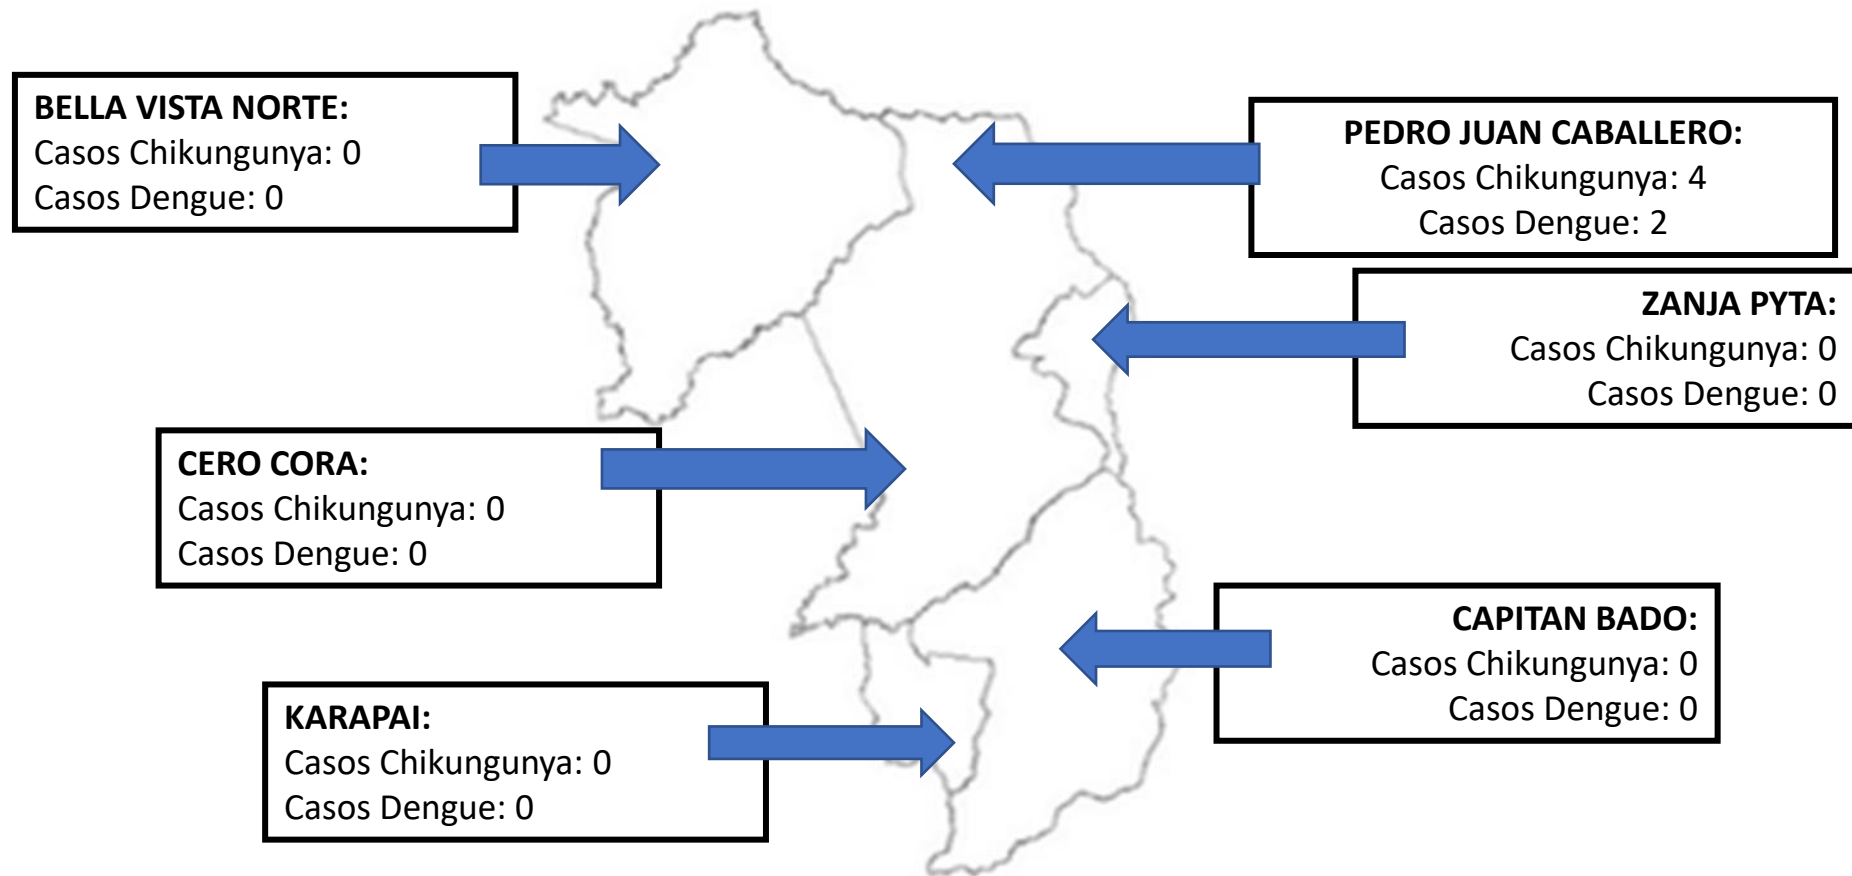 BELLA VISTA NORTE:
Casos Chikungunya: 0
Casos Dengue: 0
PEDRO JUAN CABALLERO:
Casos Chikungunya: 4
Casos Dengue: 2
ZANJA PYTA:
Casos Chikungunya: 0
Casos Dengue: 0
CERO CORA:
Casos Chikungunya: 0
Casos Dengue: 0
CAPITAN BADO:
Casos Chikungunya: 0
Casos Dengue: 0
KARAPAI:
Casos Chikungunya: 0
Casos Dengue: 0